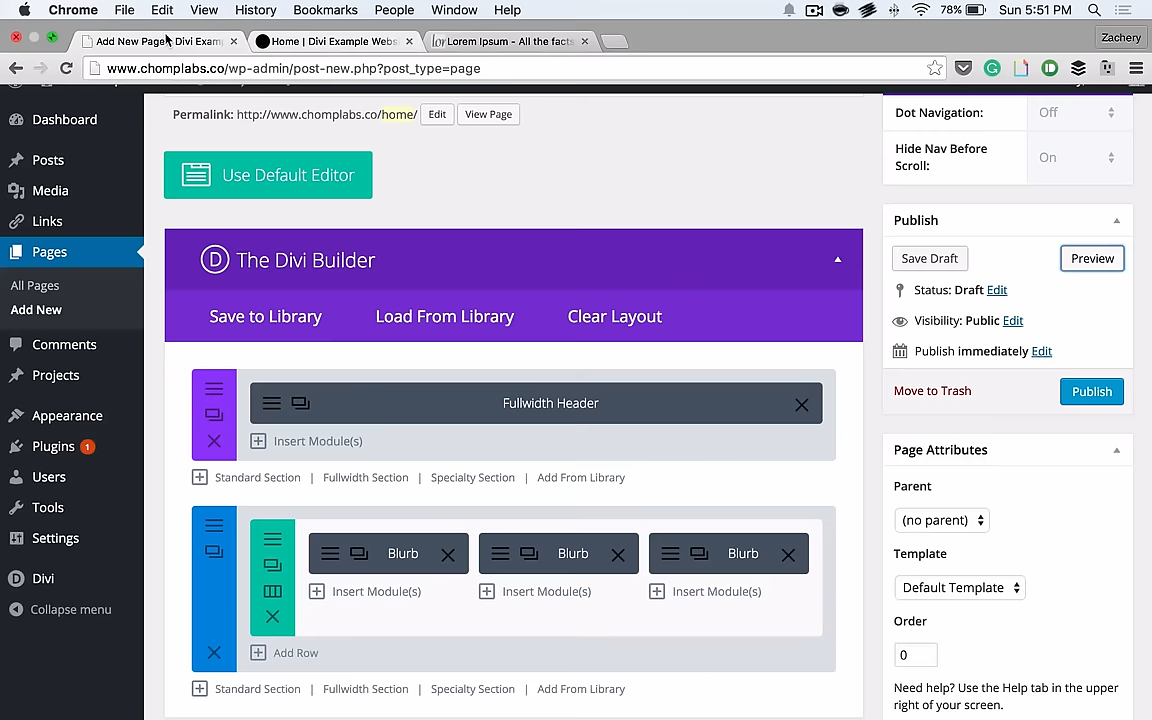 Chrome File Edit View History Bookmarks People Window Help 78% Sun 5:51 PM
Add New Page ‹ Divi Exam Home | Divi Example Webs Lorem Ipsum - All the facts Zachery
www.chomplabs.co/wp-admin/post-new.php?post_type=page
Dashboard
Posts
Media
Links
Pages
All Pages
Add New
Comments
Projects
Appearance
Plugins 1
Users
Tools
Settings
Divi
Collapse menu
Permalink: http://www.chomplabs.co/home/ Edit View Page
Use Default Editor
The Divi Builder
Save to Library Load From Library Clear Layout
Fullwidth Header
Insert Module(s)
Standard Section | Fullwidth Section | Specialty Section | Add From Library
Blurb Blurb Blurb
Insert Module(s) Insert Module(s) Insert Module(s)
Add Row
Standard Section | Fullwidth Section | Specialty Section | Add From Library
Dot Navigation: Off
Hide Nav Before
Scroll: On
Publish
Save Draft Preview
Status: Draft Edit
Visibility: Public Edit
Publish immediately Edit
Move to Trash Publish
Page Attributes
Parent
(no parent)
Template
Default Template
Order
0
Need help? Use the Help tab in the upper
right of your screen.